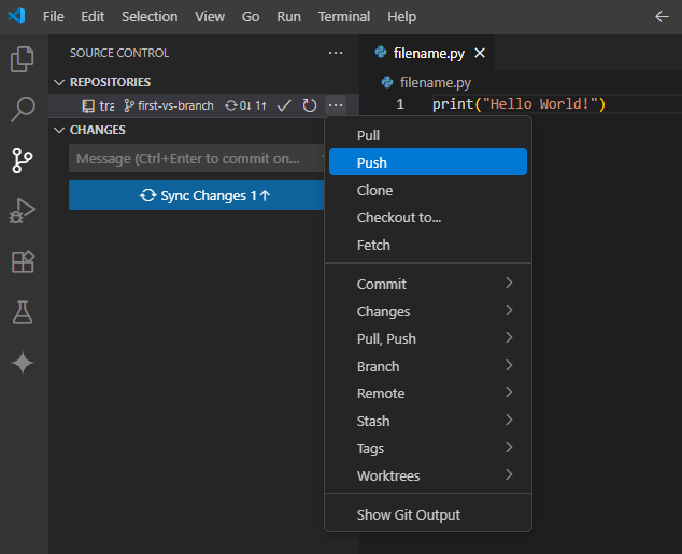 File Edit Selection View Go Run Terminal Help
SOURCE CONTROL
REPOSITORIES
tra first-vs-branch 0↓ 1↑
CHANGES
Message (Ctrl+Enter to commit on...
Sync Changes 1↑
Pull
Push
Clone
Checkout to...
Fetch
Commit
Changes
Pull, Push
Branch
Remote
Stash
Tags
Worktrees
Show Git Output
filename.py
filename.py
1 print("Hello World!")